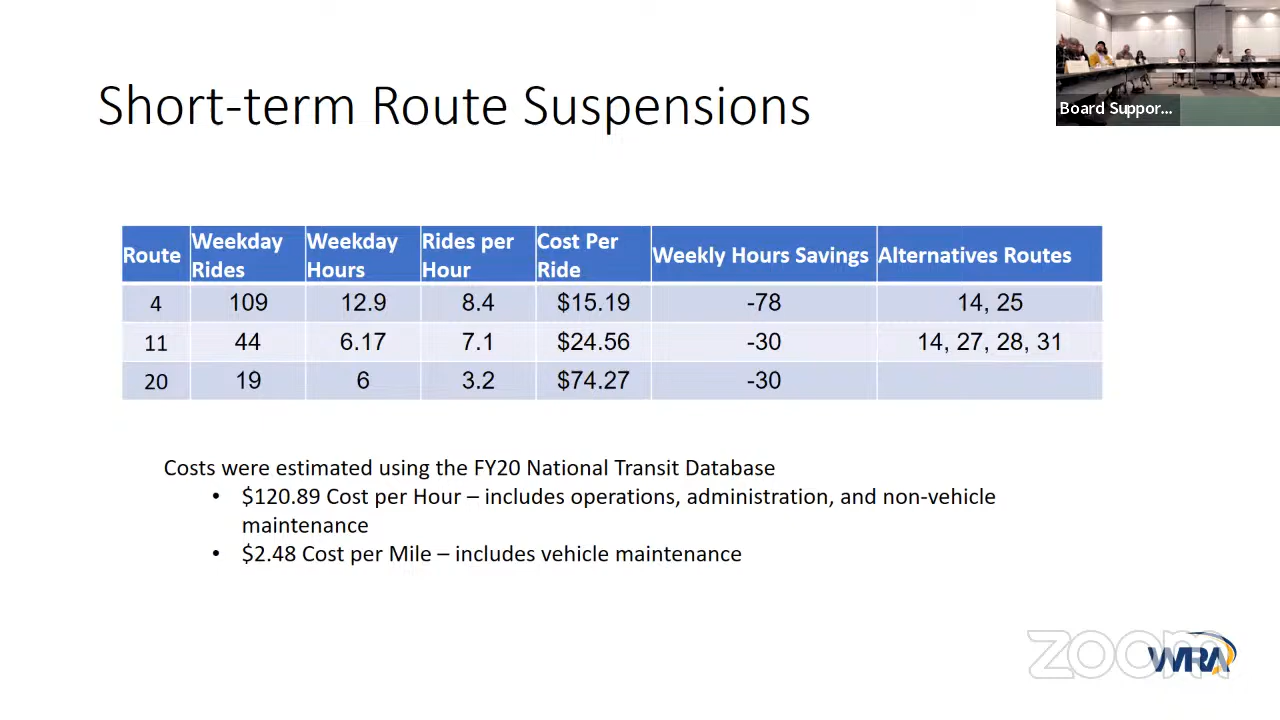 Board Suppor...
Short-term Route Suspensions
Route Weekday Rides Weekday Hours Rides per Hour Cost Per Ride Weekly Hours Savings Alternatives Routes
4 109 12.9 8.4 $15.19 -78 14, 25
11 44 6.17 7.1 $24.56 -30 14, 27, 28, 31
20 19 6 3.2 $74.27 -30
Costs were estimated using the FY20 National Transit Database
• $120.89 Cost per Hour – includes operations, administration, and non-vehicle
maintenance
• $2.48 Cost per Mile – includes vehicle maintenance
zoom
WRA